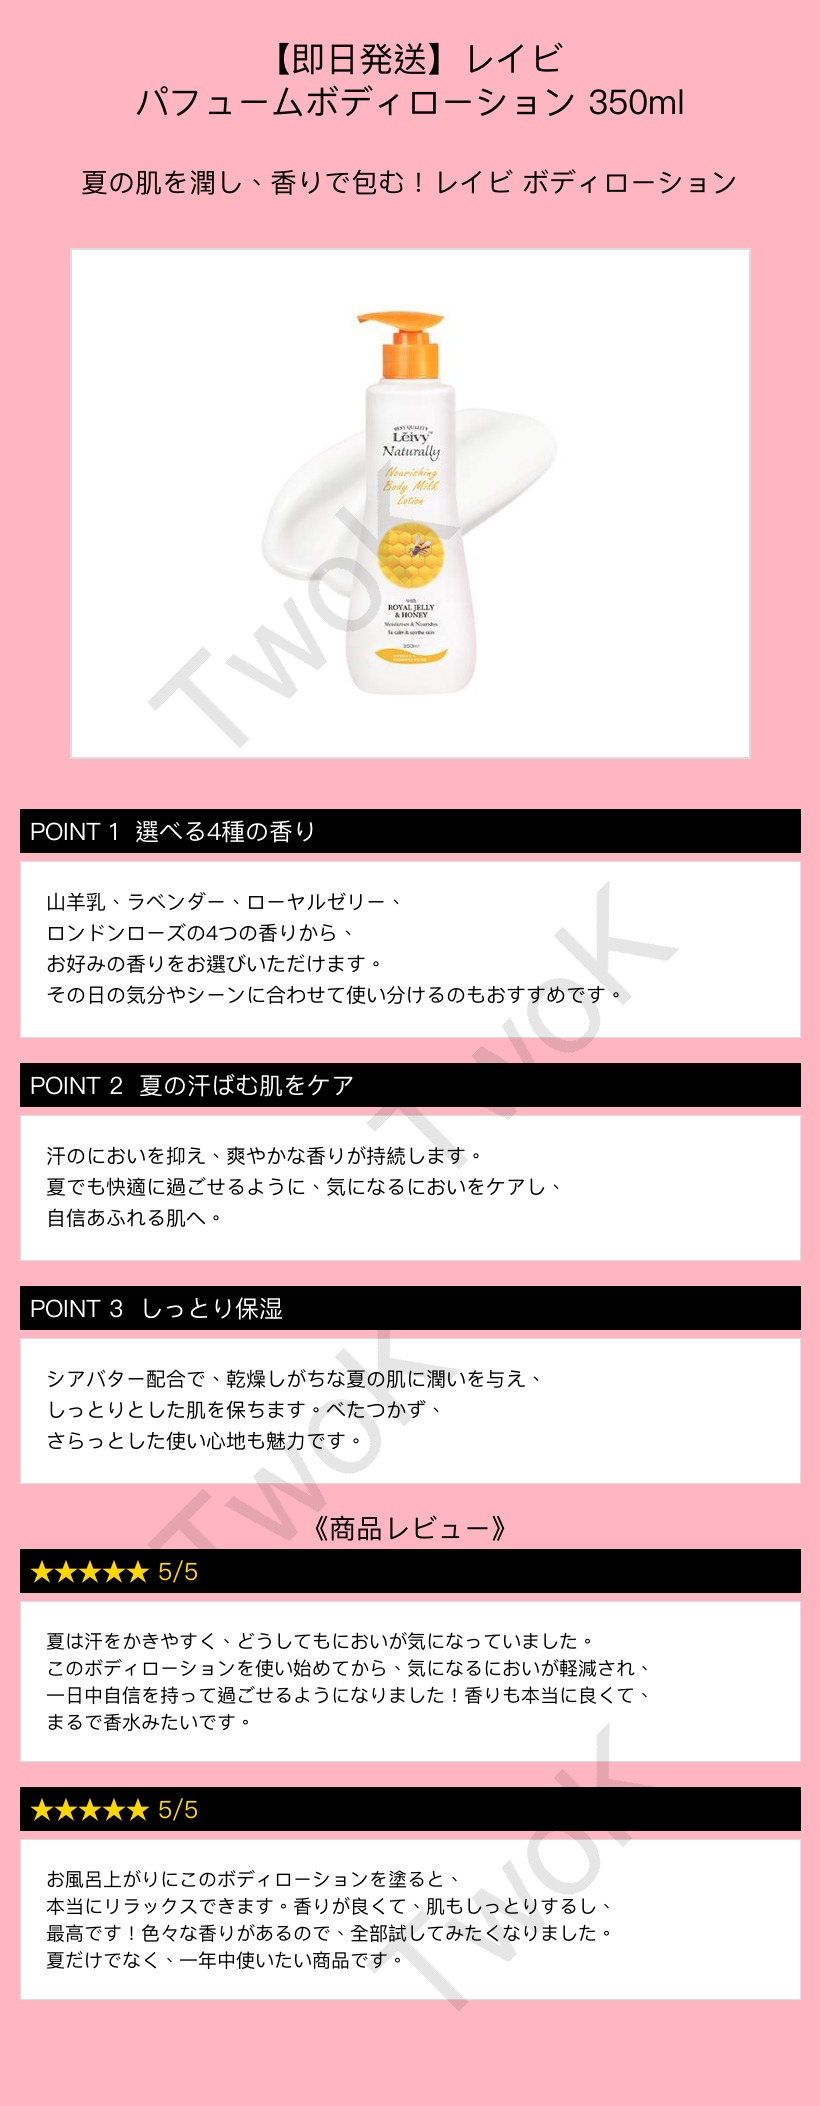 【即日発送】レイビ
パフュームボディローション 350ml
夏の肌を潤し、香りで包む！レイビ ボディローション
BEST QUALITY
Leivy
Naturally
Nourishing
Body Milk
Lotion
with
ROYAL JELLY
& HONEY
Moisturises & Nourishes
To calm & soothe skin
350ml
TwoK
POINT 1 選べる4種の香り
山羊乳、ラベンダー、ローヤルゼリー、
ロンドンローズの4つの香りから、
お好みの香りをお選びいただけます。
その日の気分やシーンに合わせて使い分けるのもおすすめです。
TwoK
POINT 2 夏の汗ばむ肌をケア
汗のにおいを抑え、爽やかな香りが持続します。
夏でも快適に過ごせるように、気になるにおいをケアし、
自信あふれる肌へ。
POINT 3 しっとり保湿
シアバター配合で、乾燥しがちな夏の肌に潤いを与え、
しっとりとした肌を保ちます。べたつかず、
さらっとした使い心地も魅力です。
TwoK
《商品レビュー》
★★★★★ 5/5
夏は汗をかきやすく、どうしてもにおいが気になっていました。
このボディローションを使い始めてから、気になるにおいが軽減され、
一日中自信を持って過ごせるようになりました！香りも本当に良くて、
まるで香水みたいです。
★★★★★ 5/5
お風呂上がりにこのボディローションを塗ると、
本当にリラックスできます。香りが良くて、肌もしっとりするし、
最高です！色々な香りがあるので、全部試してみたくなりました。
夏だけでなく、一年中使いたい商品です。
TwoK